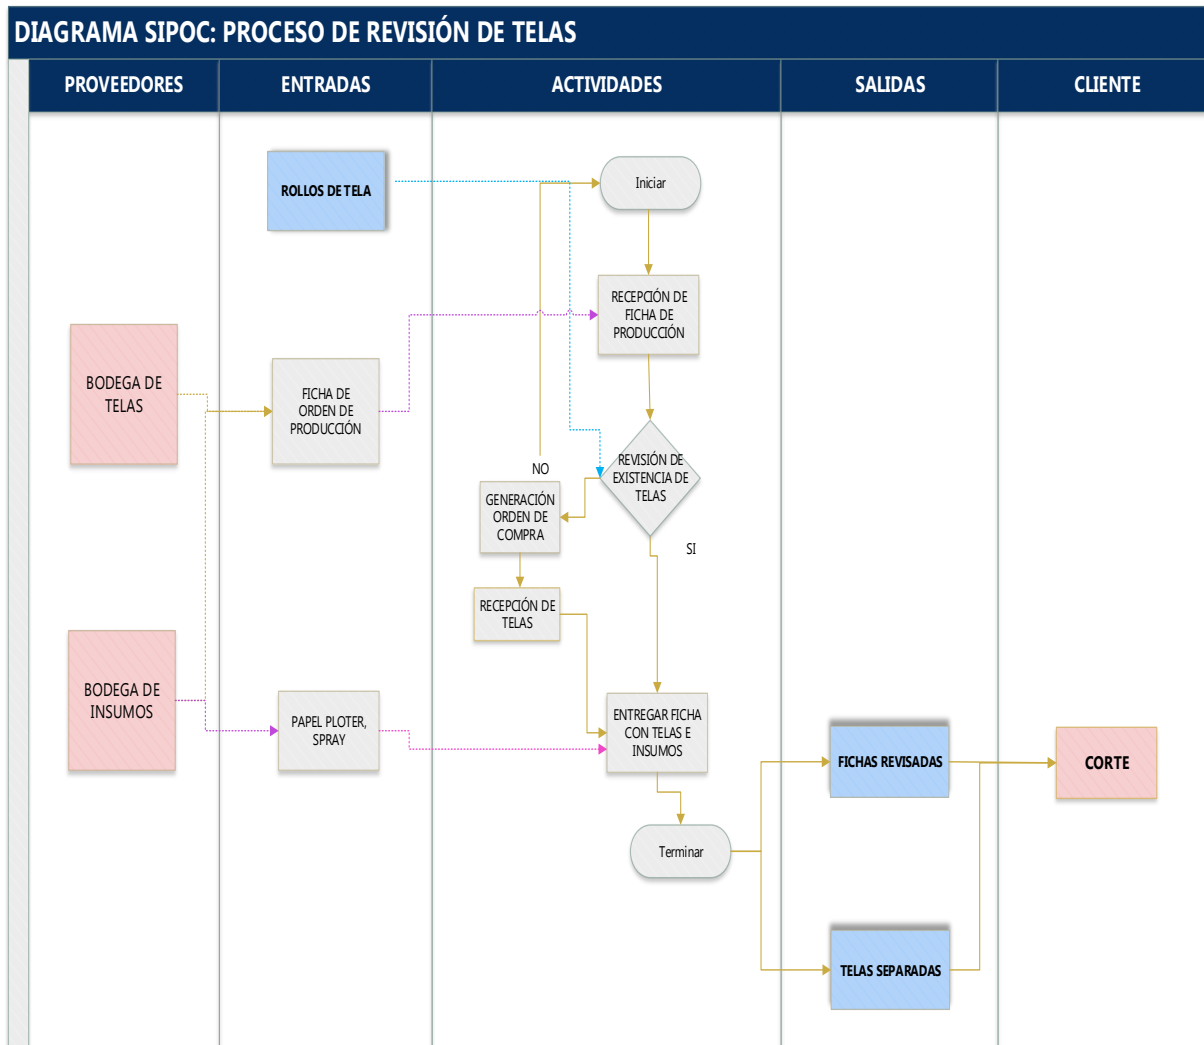 DIAGRAMA SIPOC: PROCESO DE REVISIÓN DE TELAS
PROVEEDORES
ENTRADAS
ACTIVIDADES
SALIDAS
CLIENTE
ROLLOS DE TELA
Iniciar
RECEPCIÓN DE
FICHA DE
PRODUCCIÓN
BODEGA DE
TELAS
FICHA DE
ORDEN DE
PRODUCCIÓN
REVISIÓN DE
EXISTENCIA DE
TELAS
NO
GENERACIÓN
ORDEN DE
COMPRA
SI
RECEPCIÓN DE
TELAS
BODEGA DE
INSUMOS
PAPEL PLOTER,
SPRAY
ENTREGAR FICHA
CON TELAS E
INSUMOS
FICHAS REVISADAS
CORTE
Terminar
TELAS SEPARADAS